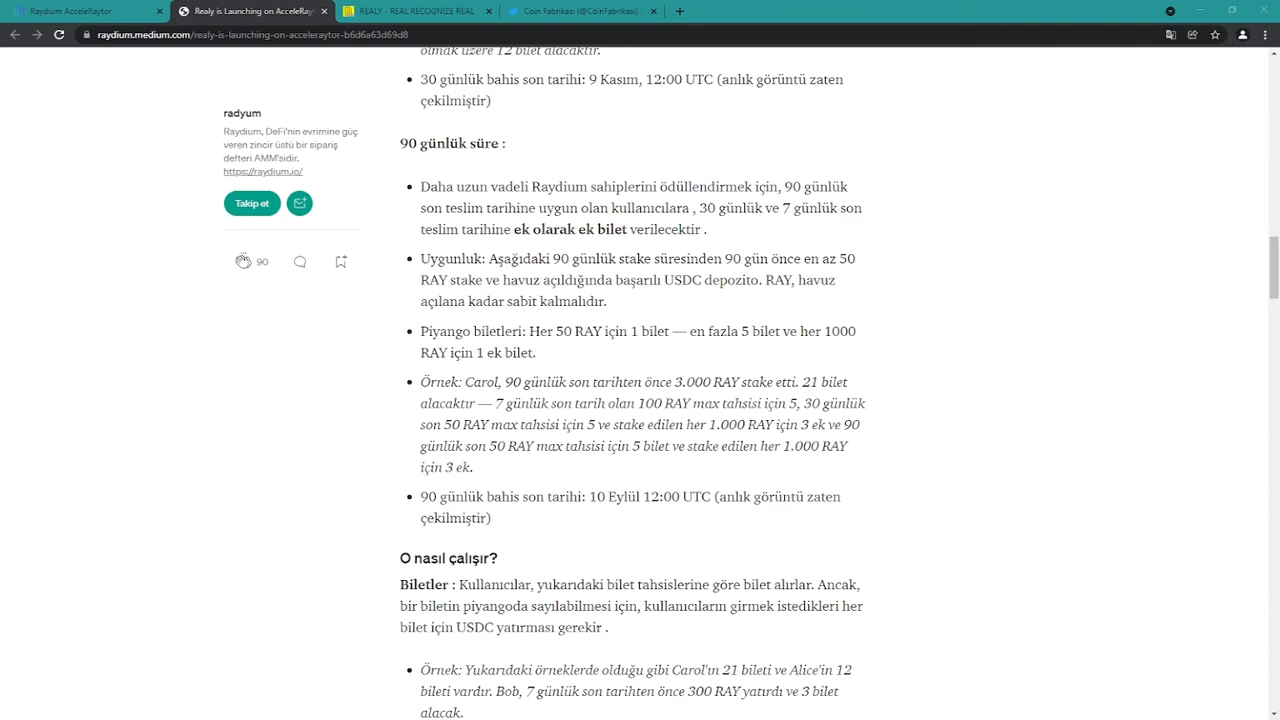 Raydium AcceleRaytor
Realy is Launching on AcceleRayt
REALY - REAL RECOGNIZE REAL
Coin Fabrikası (@CoinFabrikasi) /
raydium.medium.com/realy-is-launching-on-acceleraytor-b6d6a63d69d8
olmak üzere 12 bilet alacaktır.
30 günlük bahis son tarihi: 9 Kasım, 12:00 UTC (anlık görüntü zaten
çekilmiştir)
radyum
Raydium, DeFi'nin evrimine güç
veren zincir üstü bir sipariş
defteri AMM'sidir.
https://raydium.io/
Takip et
90
90 günlük süre :
Daha uzun vadeli Raydium sahiplerini ödüllendirmek için, 90 günlük
son teslim tarihine uygun olan kullanıcılara , 30 günlük ve 7 günlük son
teslim tarihine ek olarak ek bilet verilecektir .
Uygunluk: Aşağıdaki 90 günlük stake süresinden 90 gün önce en az 50
RAY stake ve havuz açıldığında başarılı USDC depozito. RAY, havuz
açılana kadar sabit kalmalıdır.
Piyango biletleri: Her 50 RAY için 1 bilet — en fazla 5 bilet ve her 1000
RAY için 1 ek bilet.
Örnek: Carol, 90 günlük son tarihten önce 3.000 RAY stake etti. 21 bilet
alacaktır — 7 günlük son tarih olan 100 RAY max tahsisi için 5, 30 günlük
son 50 RAY max tahsisi için 5 ve stake edilen her 1.000 RAY için 3 ek ve 90
günlük son 50 RAY max tahsisi için 5 bilet ve stake edilen her 1.000 RAY
için 3 ek.
90 günlük bahis son tarihi: 10 Eylül 12:00 UTC (anlık görüntü zaten
çekilmiştir)
O nasıl çalışır?
Biletler : Kullanıcılar, yukarıdaki bilet tahsislerine göre bilet alırlar. Ancak,
bir biletin piyangoda sayılabilmesi için, kullanıcıların girmek istedikleri her
bilet için USDC yatırması gerekir .
Örnek: Yukarıdaki örneklerde olduğu gibi Carol'ın 21 bileti ve Alice'in 12
bileti vardır. Bob, 7 günlük son tarihten önce 300 RAY yatırdı ve 3 bilet
alacak.